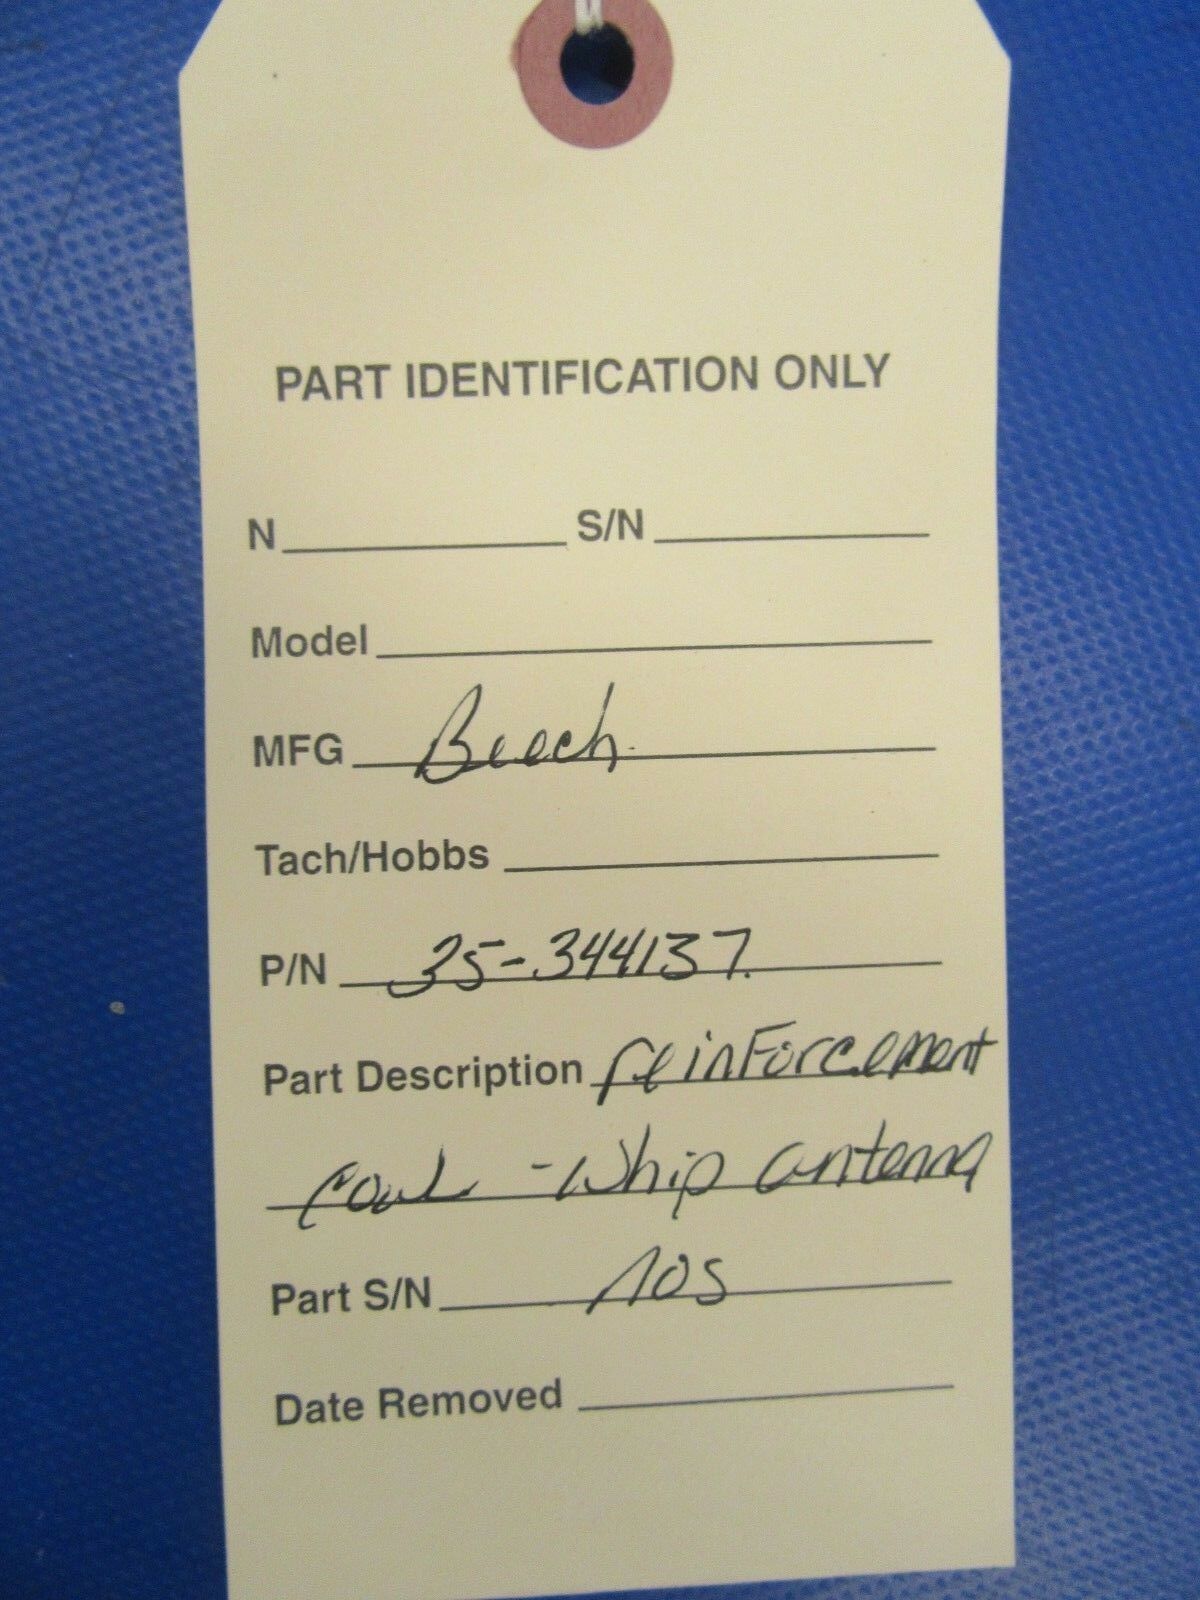 PART IDENTIFICATION ONLY
N S/N
Model
MFG Beech
Tach/Hobbs
P/N 35-344137
Part Description reinForcement
cowl - whip antenna
Part S/N NOS
Date Removed